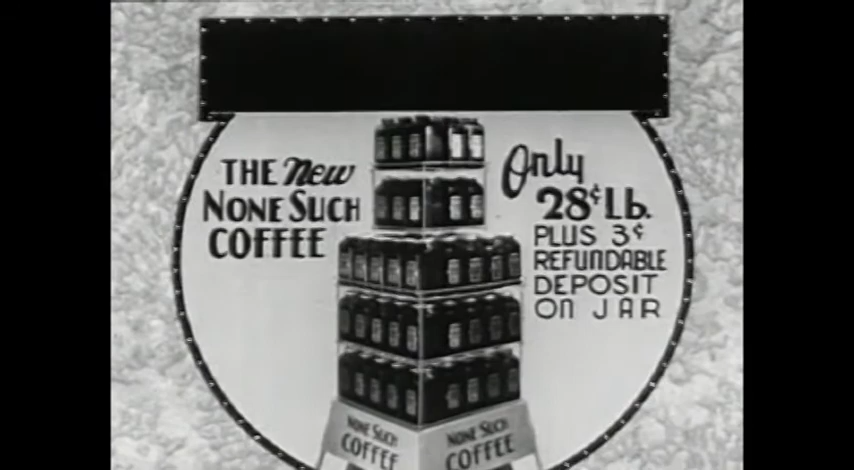 THE new
NONE SUCH
COFFEE
Only
28¢ Lb.
PLUS 3¢
REFUNDABLE
DEPOSIT
ON JAR
NONE SUCH
COFFEE
NONE SUCH
COFFEE